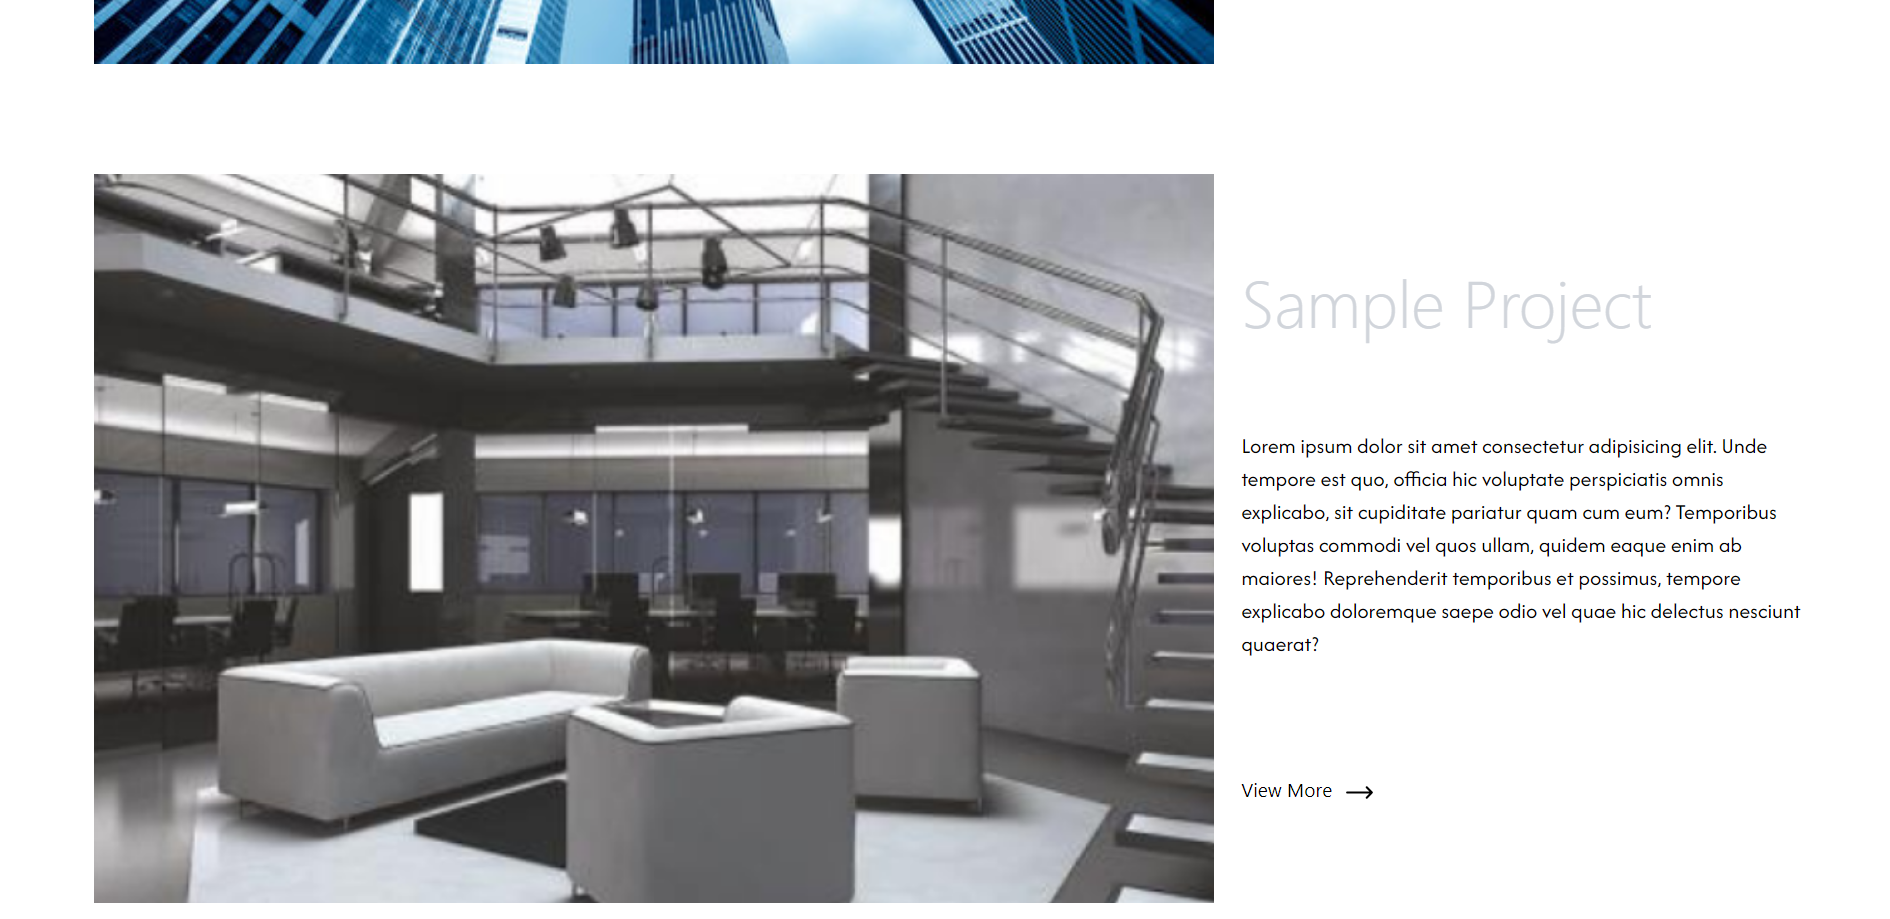 Sample Project
Lorem ipsum dolor sit amet consectetur adipisicing elit. Unde
tempore est quo, officia hic voluptate perspiciatis omnis
explicabo, sit cupiditate pariatur quam cum eum? Temporibus
voluptas commodi vel quos ullam, quidem eaque enim ab
maiores! Reprehenderit temporibus et possimus, tempore
explicabo doloremque saepe odio vel quae hic delectus nesciunt
quaerat?
View More